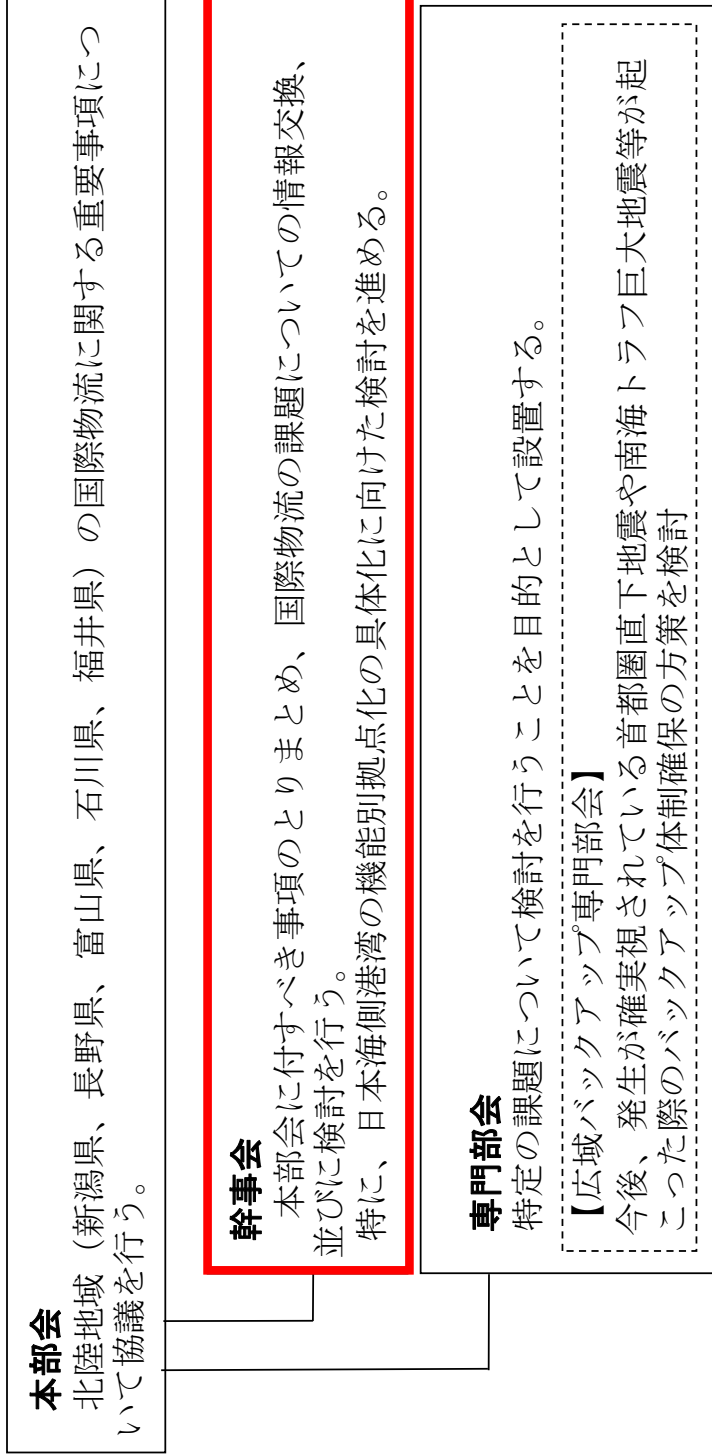 本部会
北陸地域（新潟県、長野県、富山県、石川県、福井県）の国際物流に関する重要事項につ
いて協議を行う。
幹事会
本部会に付すべき事項のとりまとめ、国際物流の課題についての情報交換、
並びに検討を行う。
特に、日本海側港湾の機能別拠点化の具体化に向けた検討を進める。
専門部会
特定の課題について検討を行うことを目的として設置する。
【広域バックアップ専門部会】
今後、発生が確実視されている首都圏直下地震や南海トラフ巨大地震等が起
こった際のバックアップ体制確保の方策を検討